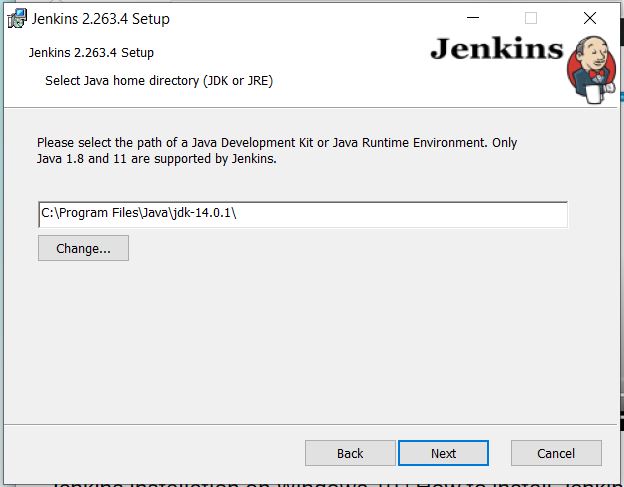 Jenkins 2.263.4 Setup
Jenkins 2.263.4 Setup
Jenkins
Select Java home directory (JDK or JRE)
Please select the path of a Java Development Kit or Java Runtime Environment. Only
Java 1.8 and 11 are supported by Jenkins.
C:\Program Files\Java\jdk-14.0.1\
Change...
Back
Next
Cancel